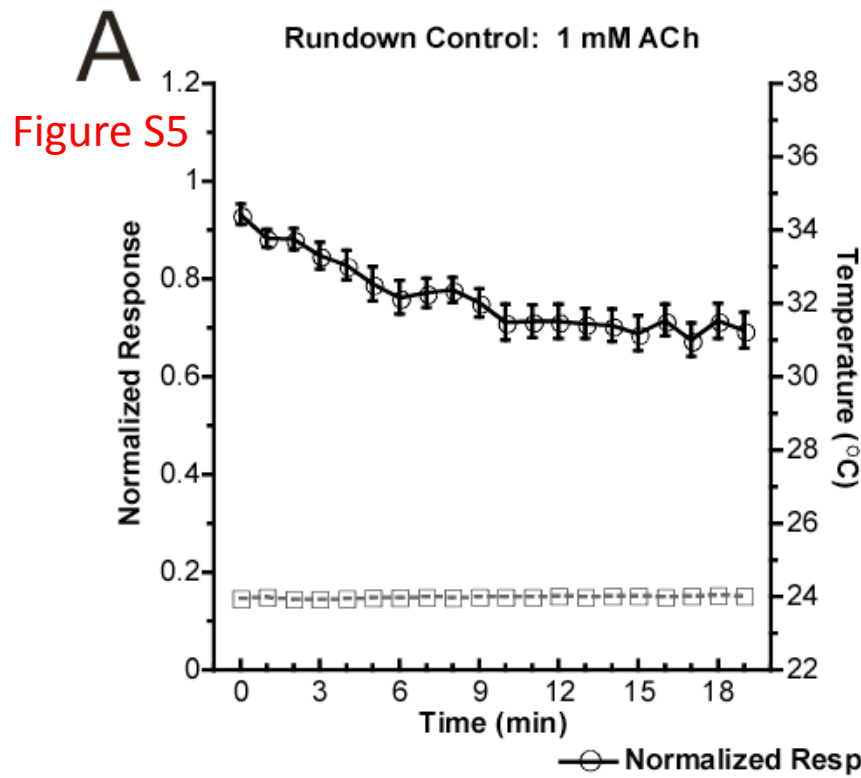 A
Rundown Control: 1 mM ACh
Figure S5
1.2
1
0.8
0.6
0.4
0.2
0
Normalized Response
38
36
34
32
30
28
26
24
22
Temperature (°C)
0 3 6 9 12 15 18
Time (min)
Normalized Resp